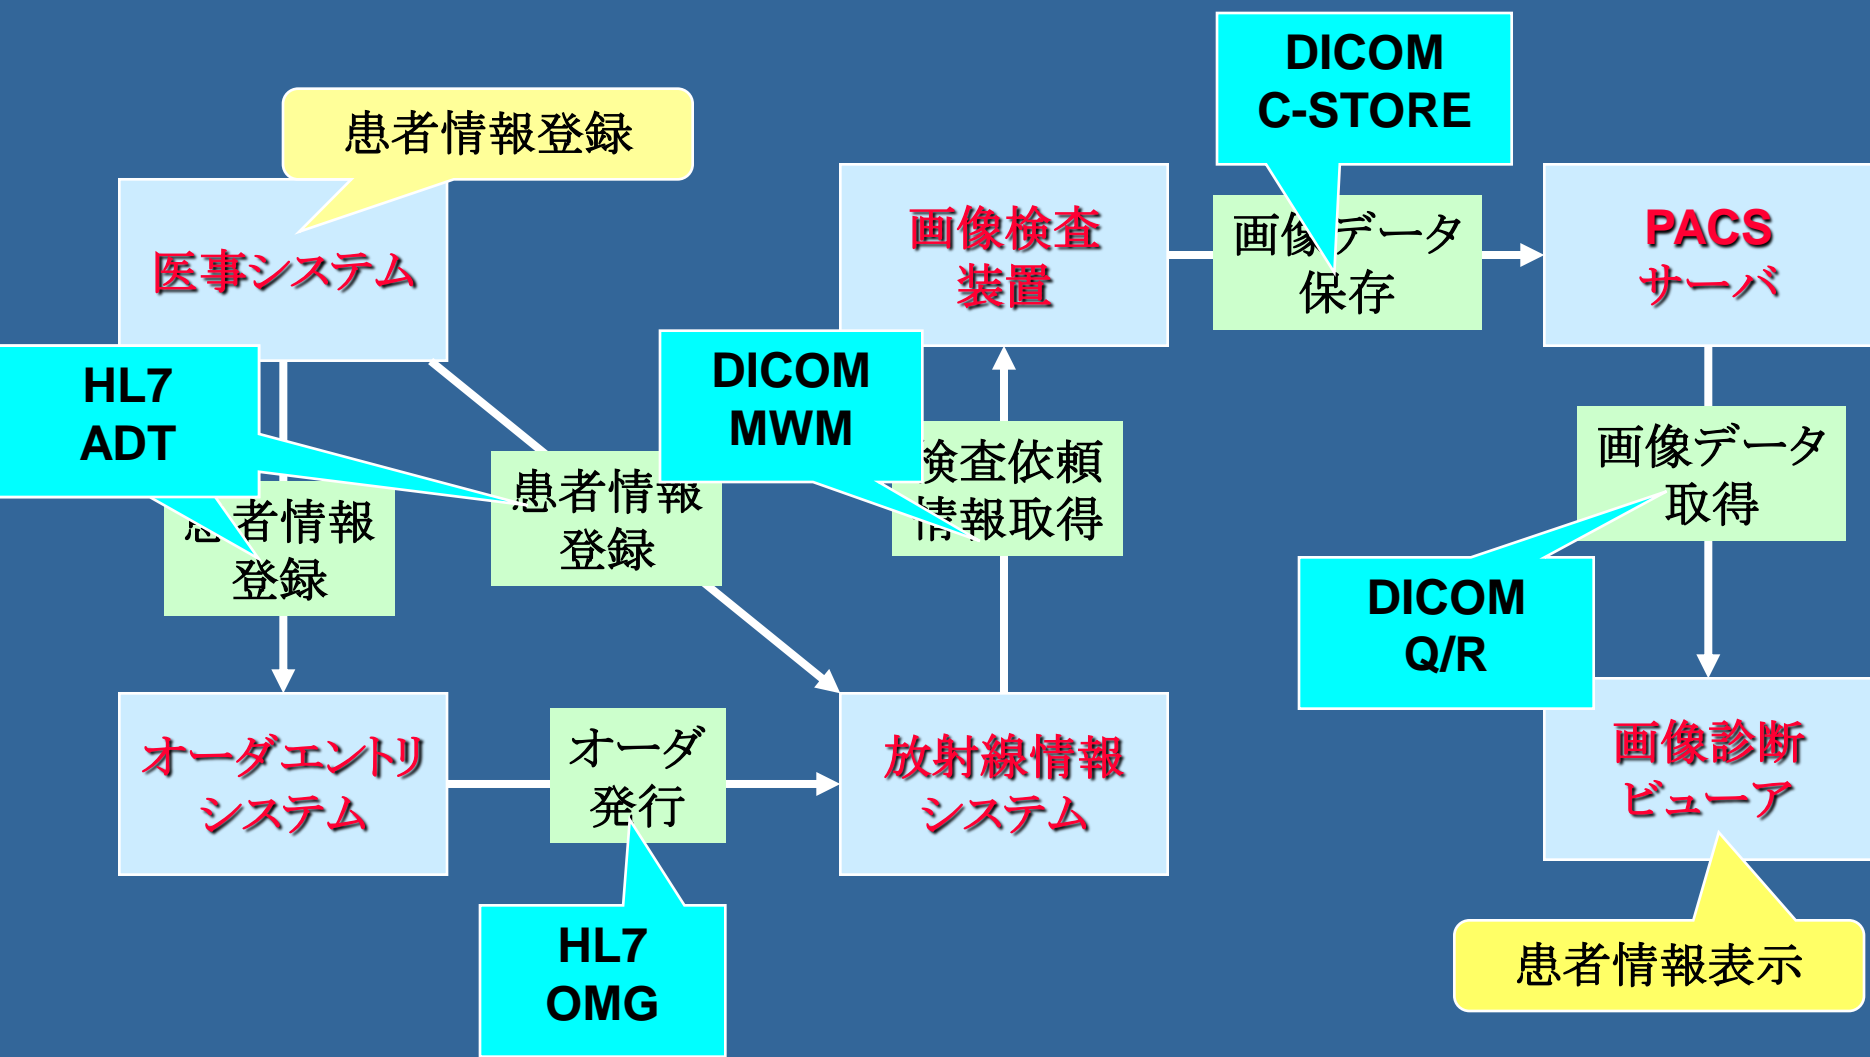 DICOM
C-STORE
患者情報登録
医事システム
画像検査
装置
画像データ
保存
PACS
サーバ
HL7
ADT
DICOM
MWM
患者情報
登録
患者情報
登録
検査依頼
情報取得
画像データ
取得
DICOM
Q/R
オーダエントリ
システム
オーダ
発行
放射線情報
システム
画像診断
ビューア
HL7
OMG
患者情報表示